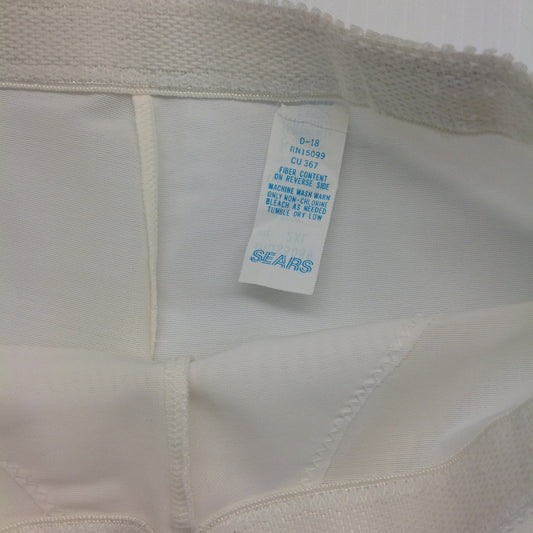 D-18
RN15099
CU 367
FIBER CONTENT
ON REVERSE SIDE
MACHINE WASH WARM
ONLY NON-CHLORINE
BLEACH AS NEEDED
TUMBLE DRY LOW
2XL
SEARS